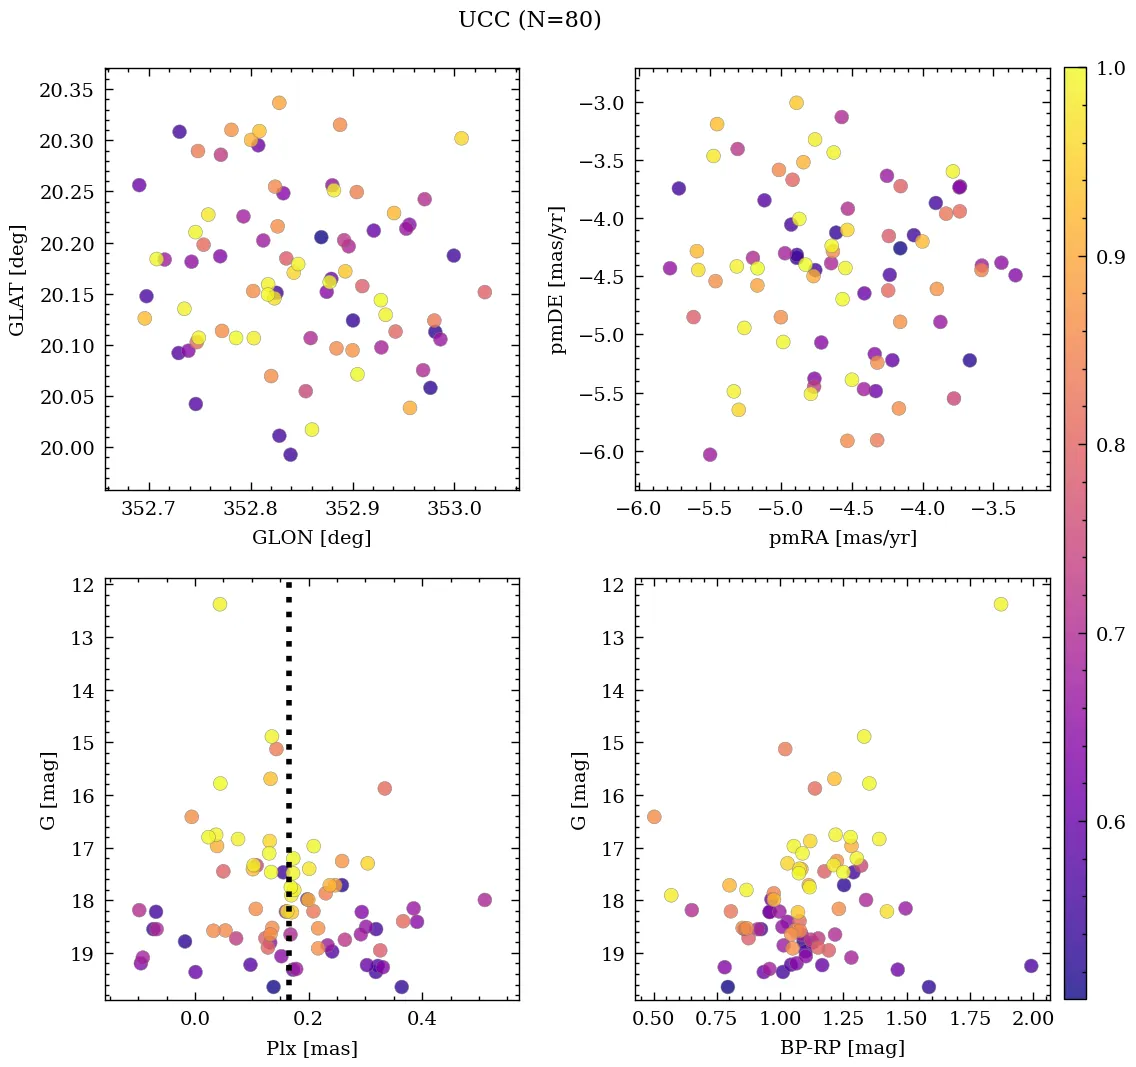 UCC (N=80)
20.35
20.30
20.25
20.20
20.15
20.10
20.05
20.00
GLAT [deg]
352.7 352.8 352.9 353.0
GLON [deg]
−3.0
−3.5
−4.0
−4.5
−5.0
−5.5
−6.0
pmDE [mas/yr]
−6.0 −5.5 −5.0 −4.5 −4.0 −3.5
pmRA [mas/yr]
1.0
0.9
0.8
0.7
0.6
12
13
14
15
16
17
18
19
G [mag]
0.0 0.2 0.4
Plx [mas]
12
13
14
15
16
17
18
19
G [mag]
0.50 0.75 1.00 1.25 1.50 1.75 2.00
BP-RP [mag]